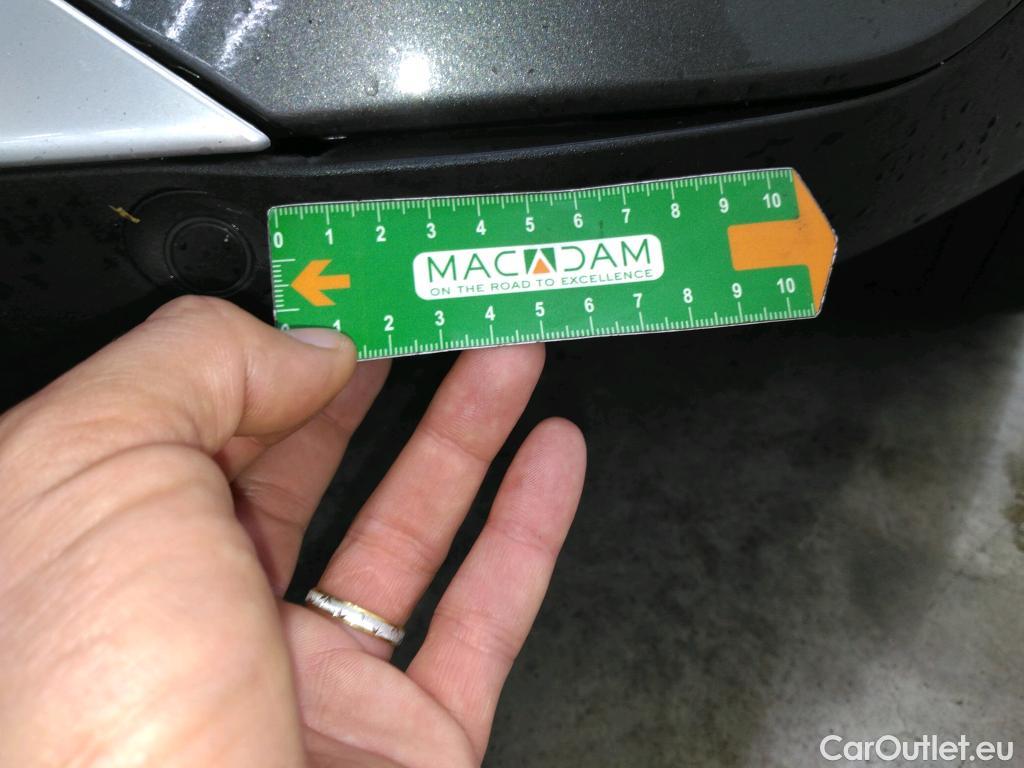 0 1 2 3 4 5 6 7 8 9 10
MACADAM
ON THE ROAD TO EXCELLENCE
0 1 2 3 4 5 6 7 8 9 10
CarOutlet.eu